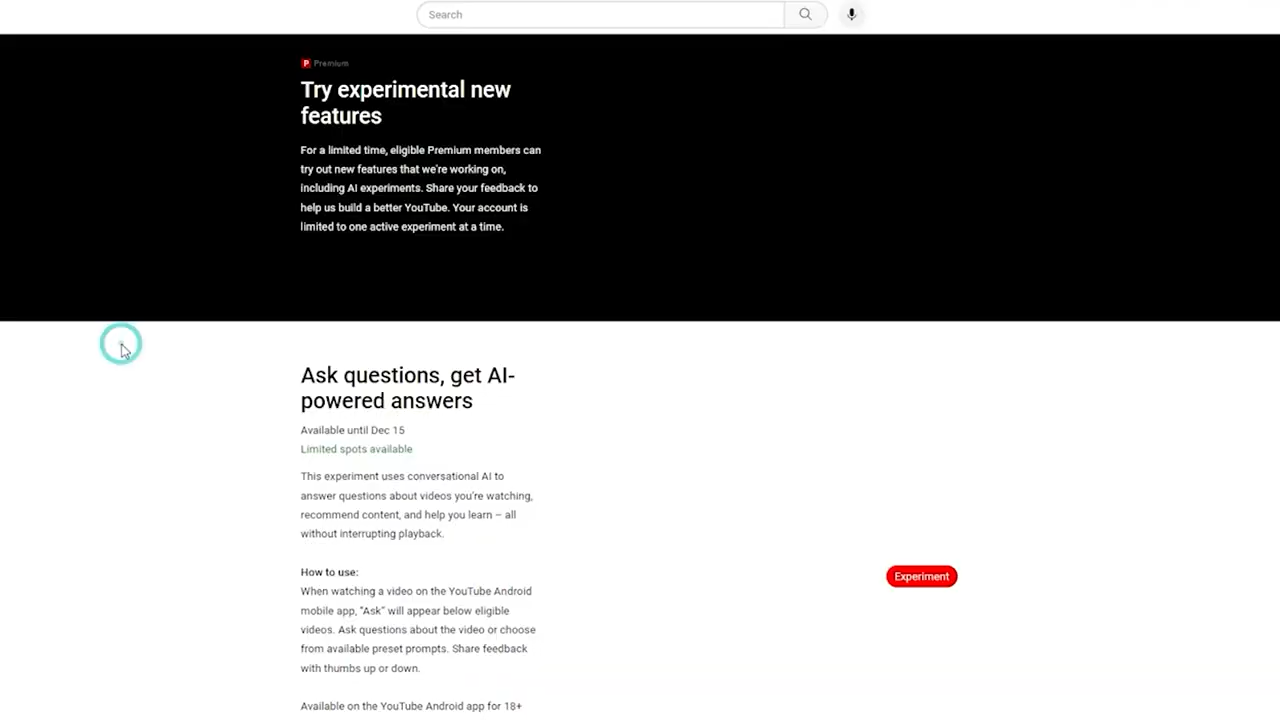 Search
P Premium
Try experimental new
features
For a limited time, eligible Premium members can
try out new features that we're working on,
including AI experiments. Share your feedback to
help us build a better YouTube. Your account is
limited to one active experiment at a time.
Ask questions, get AI-
powered answers
Available until Dec 15
Limited spots available
This experiment uses conversational AI to
answer questions about videos you're watching,
recommend content, and help you learn – all
without interrupting playback.
How to use:
When watching a video on the YouTube Android
mobile app, "Ask" will appear below eligible
videos. Ask questions about the video or choose
from available preset prompts. Share feedback
with thumbs up or down.
Experiment
Available on the YouTube Android app for 18+